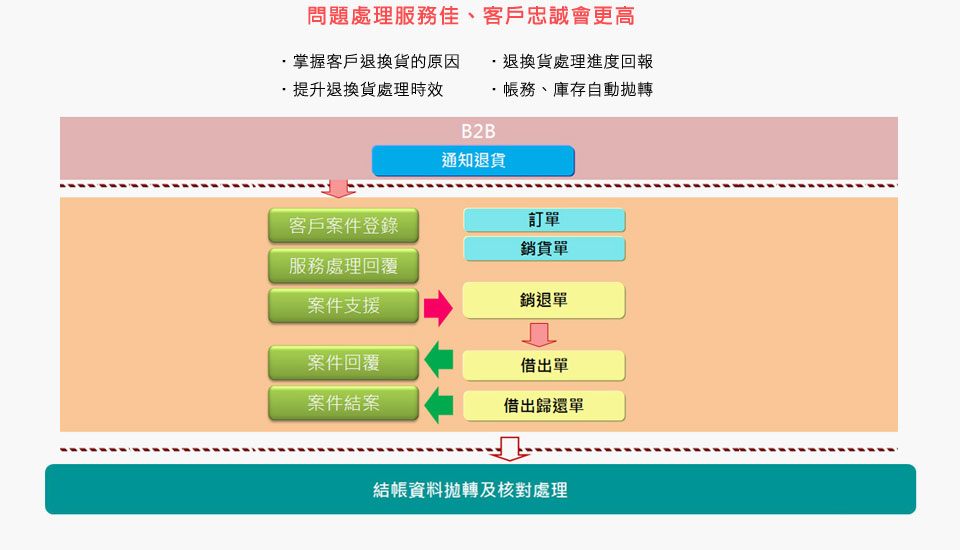 問題處理服務佳、客戶忠誠會更高
・掌握客戶退換貨的原因
・退換貨處理進度回報
・提升退換貨處理時效
・帳務、庫存自動拋轉
B2B
通知退貨
客戶案件登錄
訂單
銷貨單
服務處理回覆
案件支援
銷退單
案件回覆
借出單
案件結案
借出歸還單
結帳資料拋轉及核對處理